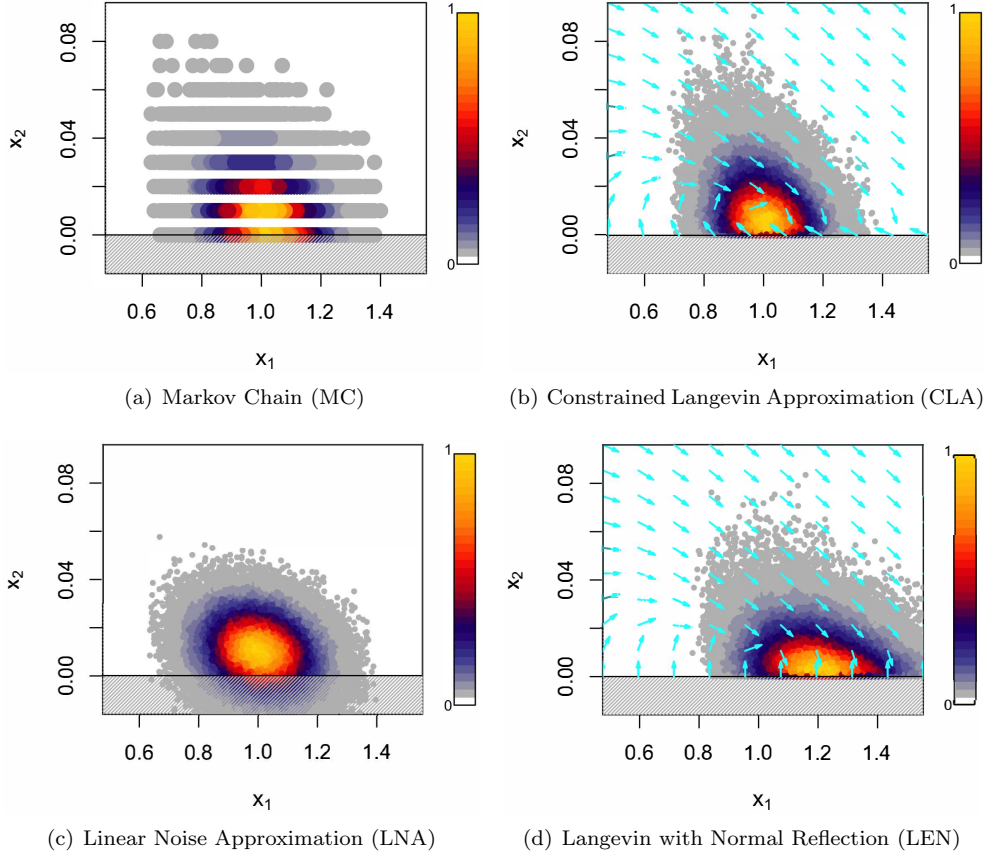 1
0.08
0.04
0.00
x2
0
0.6 0.8 1.0 1.2 1.4
x1
(a) Markov Chain (MC)
1
0.08
0.04
0.00
x2
0
0.6 0.8 1.0 1.2 1.4
x1
(b) Constrained Langevin Approximation (CLA)
1
0.08
0.04
0.00
x2
0
0.6 0.8 1.0 1.2 1.4
x1
(c) Linear Noise Approximation (LNA)
1
0.08
0.04
0.00
x2
0
0.6 0.8 1.0 1.2 1.4
x1
(d) Langevin with Normal Reflection (LEN)